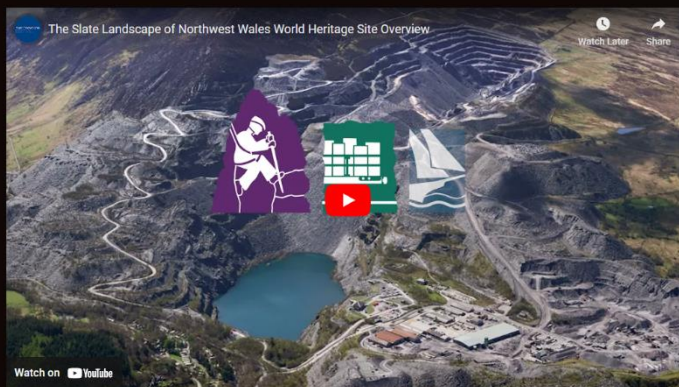 The Slate Landscape of Northwest Wales World Heritage Site Overview
Watch Later
Share
Watch on YouTube